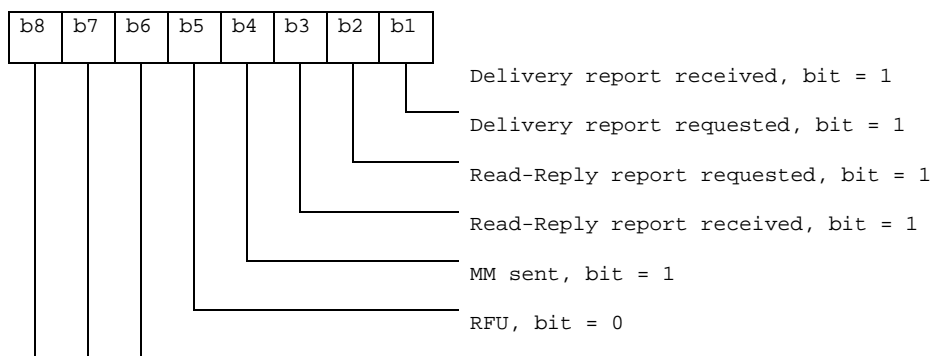 b8 b7 b6 b5 b4 b3 b2 b1
Delivery report received, bit = 1
Delivery report requested, bit = 1
Read-Reply report requested, bit = 1
Read-Reply report received, bit = 1
MM sent, bit = 1
RFU, bit = 0